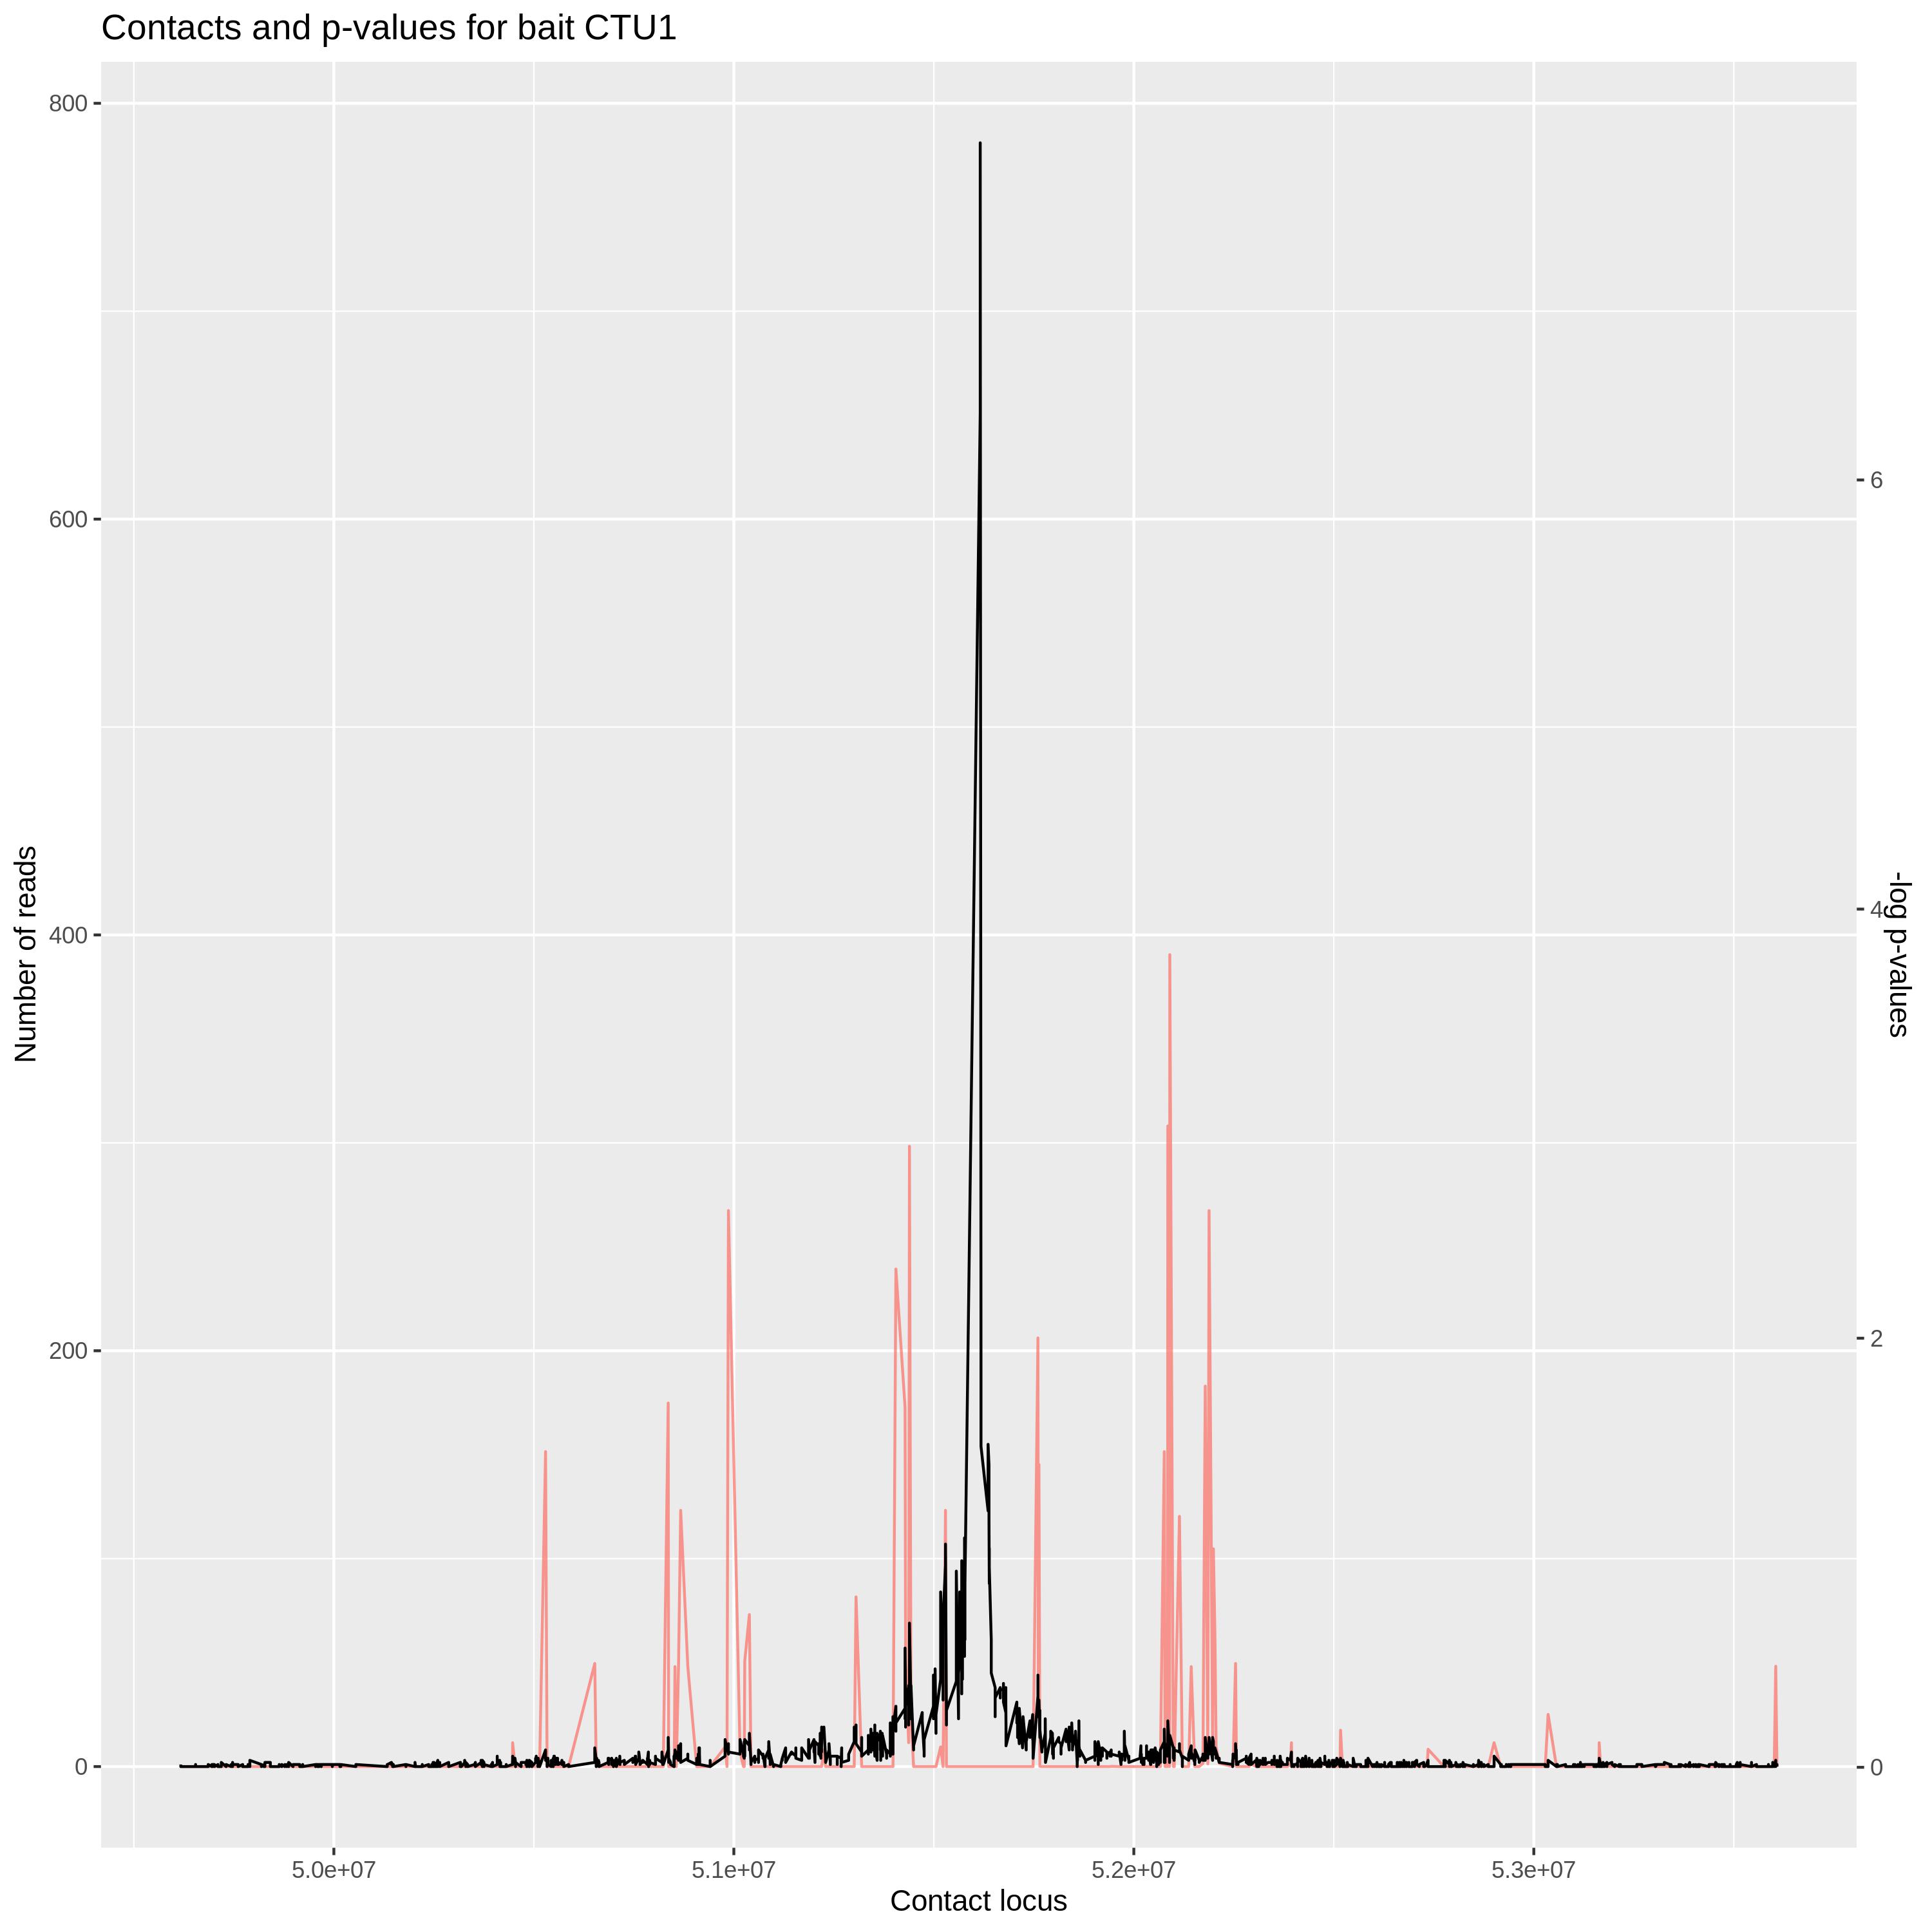 Contacts and p-values for bait CTU1
800
600
400
200
0
Number of reads
6
4
2
0
-log p-values
5.0e+07
5.1e+07
5.2e+07
5.3e+07
Contact locus